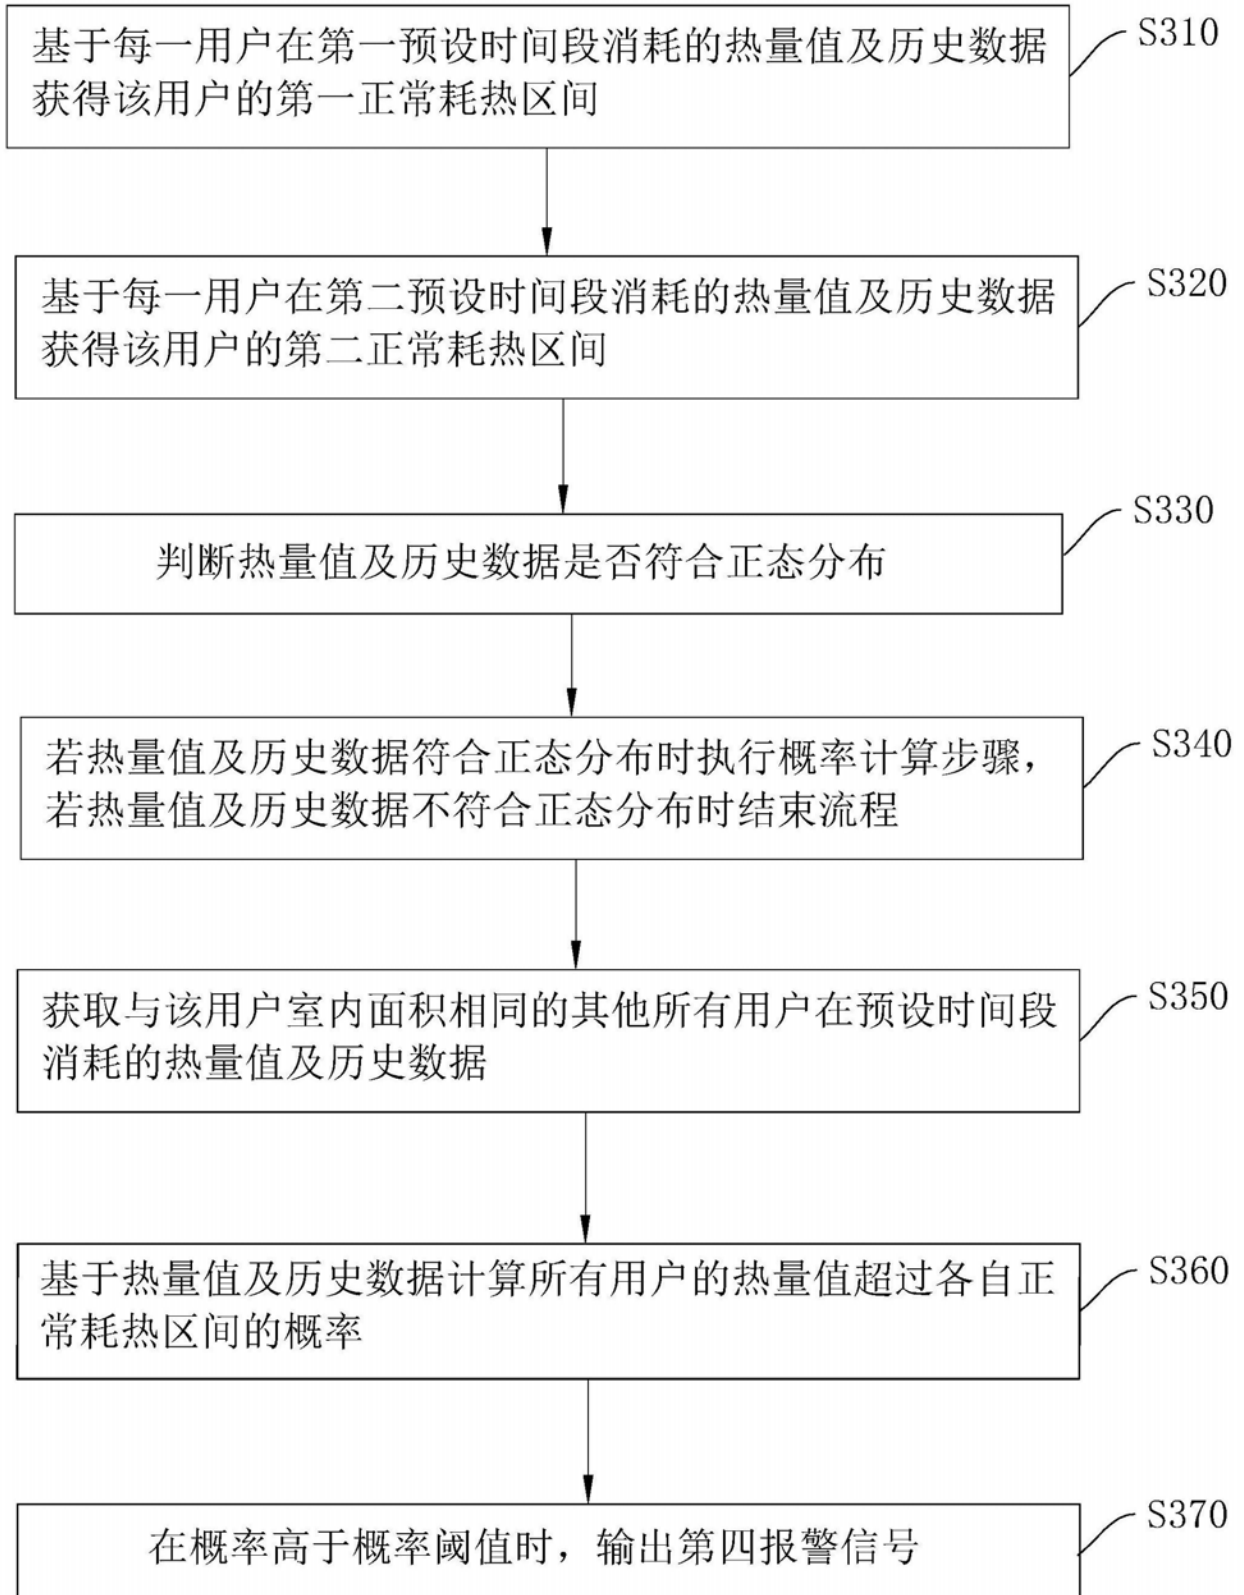 基于每一用户在第一预设时间段消耗的热量值及历史数据
获得该用户的第一正常耗热区间
S310
基于每一用户在第二预设时间段消耗的热量值及历史数据
获得该用户的第二正常耗热区间
S320
判断热量值及历史数据是否符合正态分布
S330
若热量值及历史数据符合正态分布时执行概率计算步骤，
若热量值及历史数据不符合正态分布时结束流程
S340
获取与该用户室内面积相同的其他所有用户在预设时间段
消耗的热量值及历史数据
S350
基于热量值及历史数据计算所有用户的热量值超过各自正
常耗热区间的概率
S360
在概率高于概率阈值时，输出第四报警信号
S370